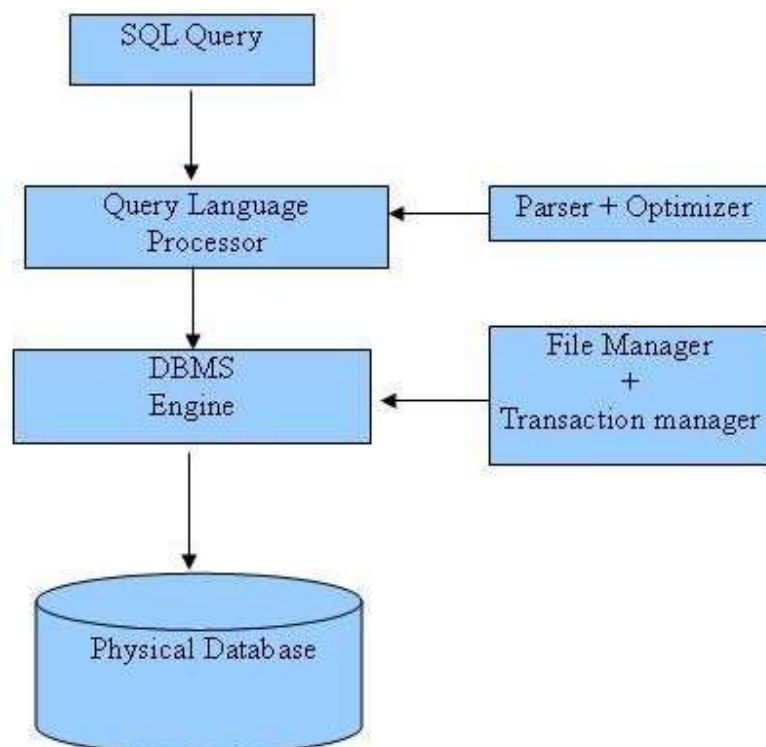 SQL Query
Query Language
Processor
Parser + Optimizer
DBMS
Engine
File Manager
+
Transaction manager
Physical Database